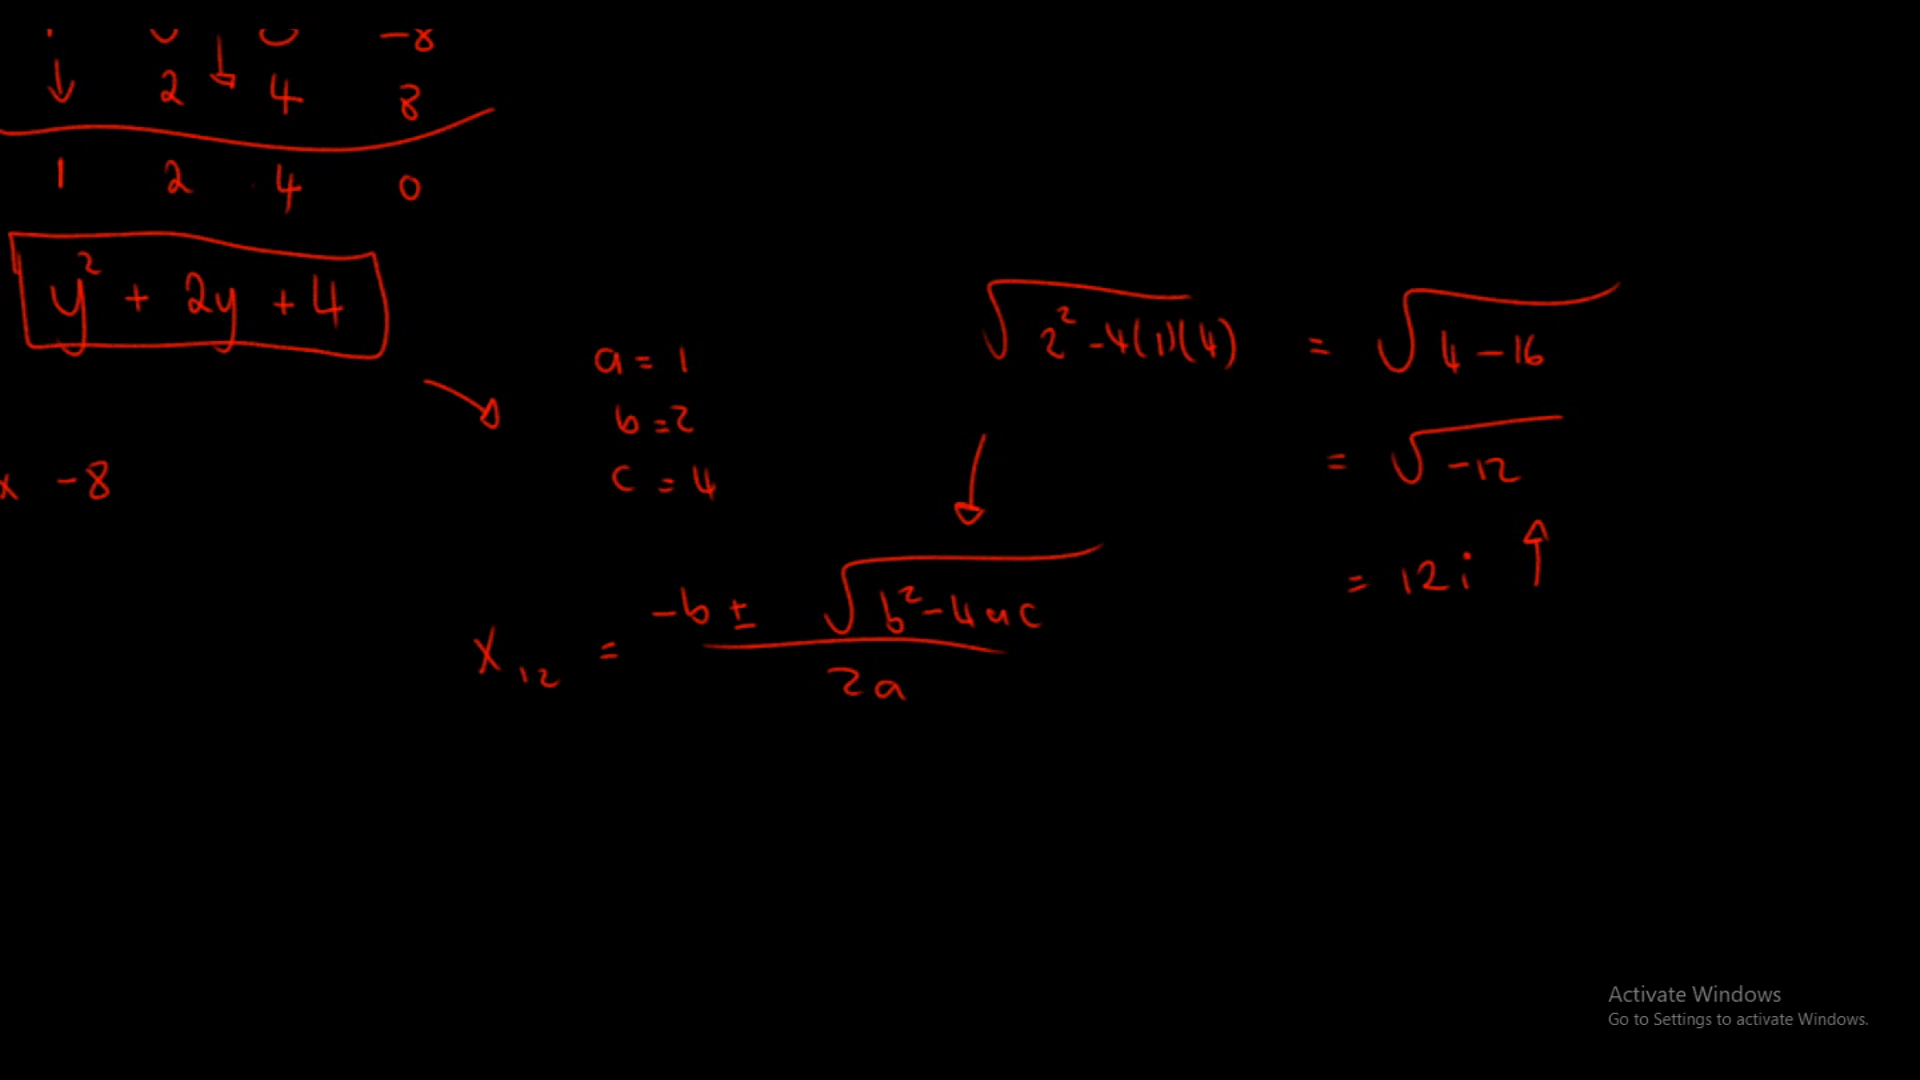 -8
↓ 2 4 8
1 2 4 0
y² + 2y + 4
x -8
a = 1
b = 2
c = 4
√2² - 4(1)(4) = √4 - 16
= √-12
= 12i
x₁₂ = -b ± √b² - 4ac
2a
Activate Windows
Go to Settings to activate Windows.